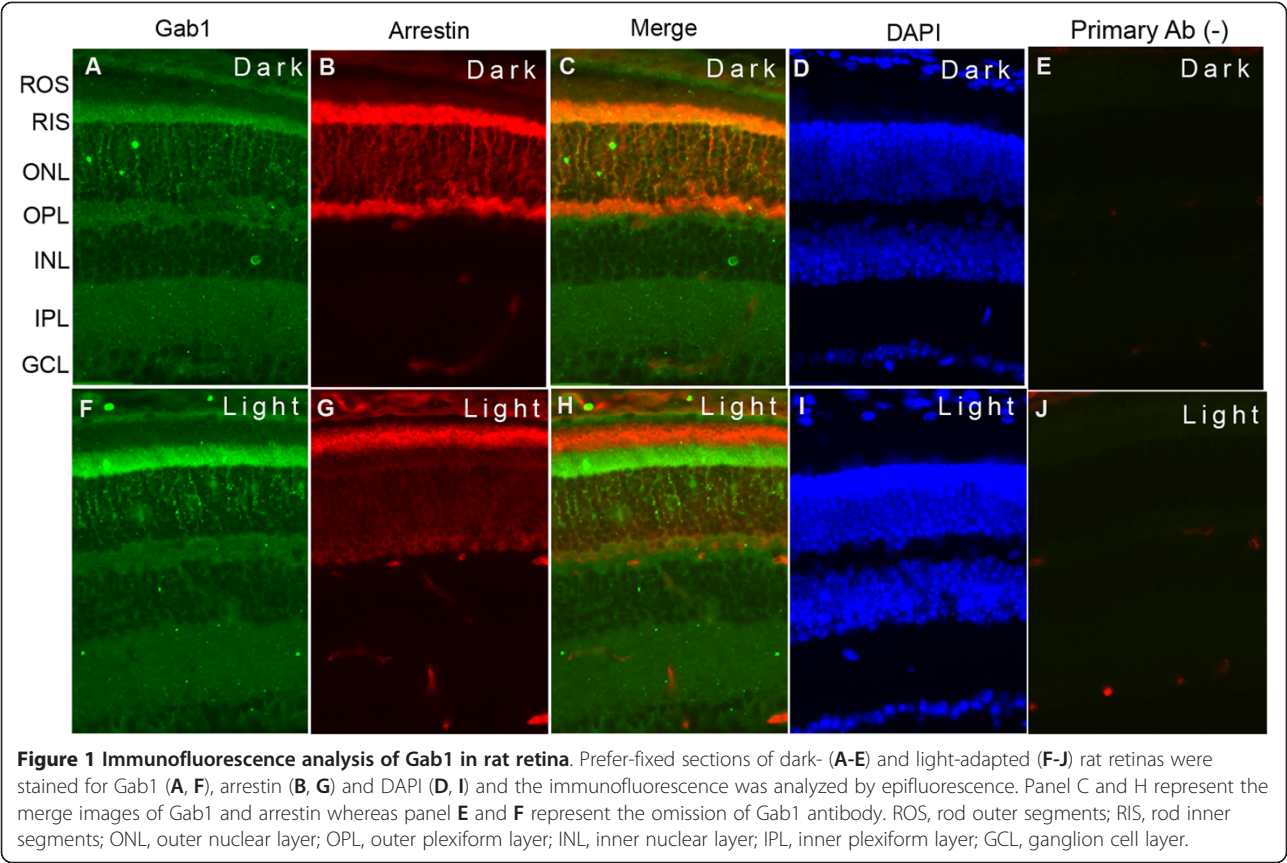 Gab1 Arrestin Merge DAPI Primary Ab (-)
A Dark B Dark C Dark D Dark E Dark
ROS
RIS
ONL
OPL
INL
IPL
GCL
F Light G Light H Light I Light J Light
Figure 1 Immunofluorescence analysis of Gab1 in rat retina. Prefer-fixed sections of dark- (A-E) and light-adapted (F-J) rat retinas were
stained for Gab1 (A, F), arrestin (B, G) and DAPI (D, I) and the immunofluorescence was analyzed by epifluorescence. Panel C and H represent the
merge images of Gab1 and arrestin whereas panel E and F represent the omission of Gab1 antibody. ROS, rod outer segments; RIS, rod inner
segments; ONL, outer nuclear layer; OPL, outer plexiform layer; INL, inner nuclear layer; IPL, inner plexiform layer; GCL, ganglion cell layer.